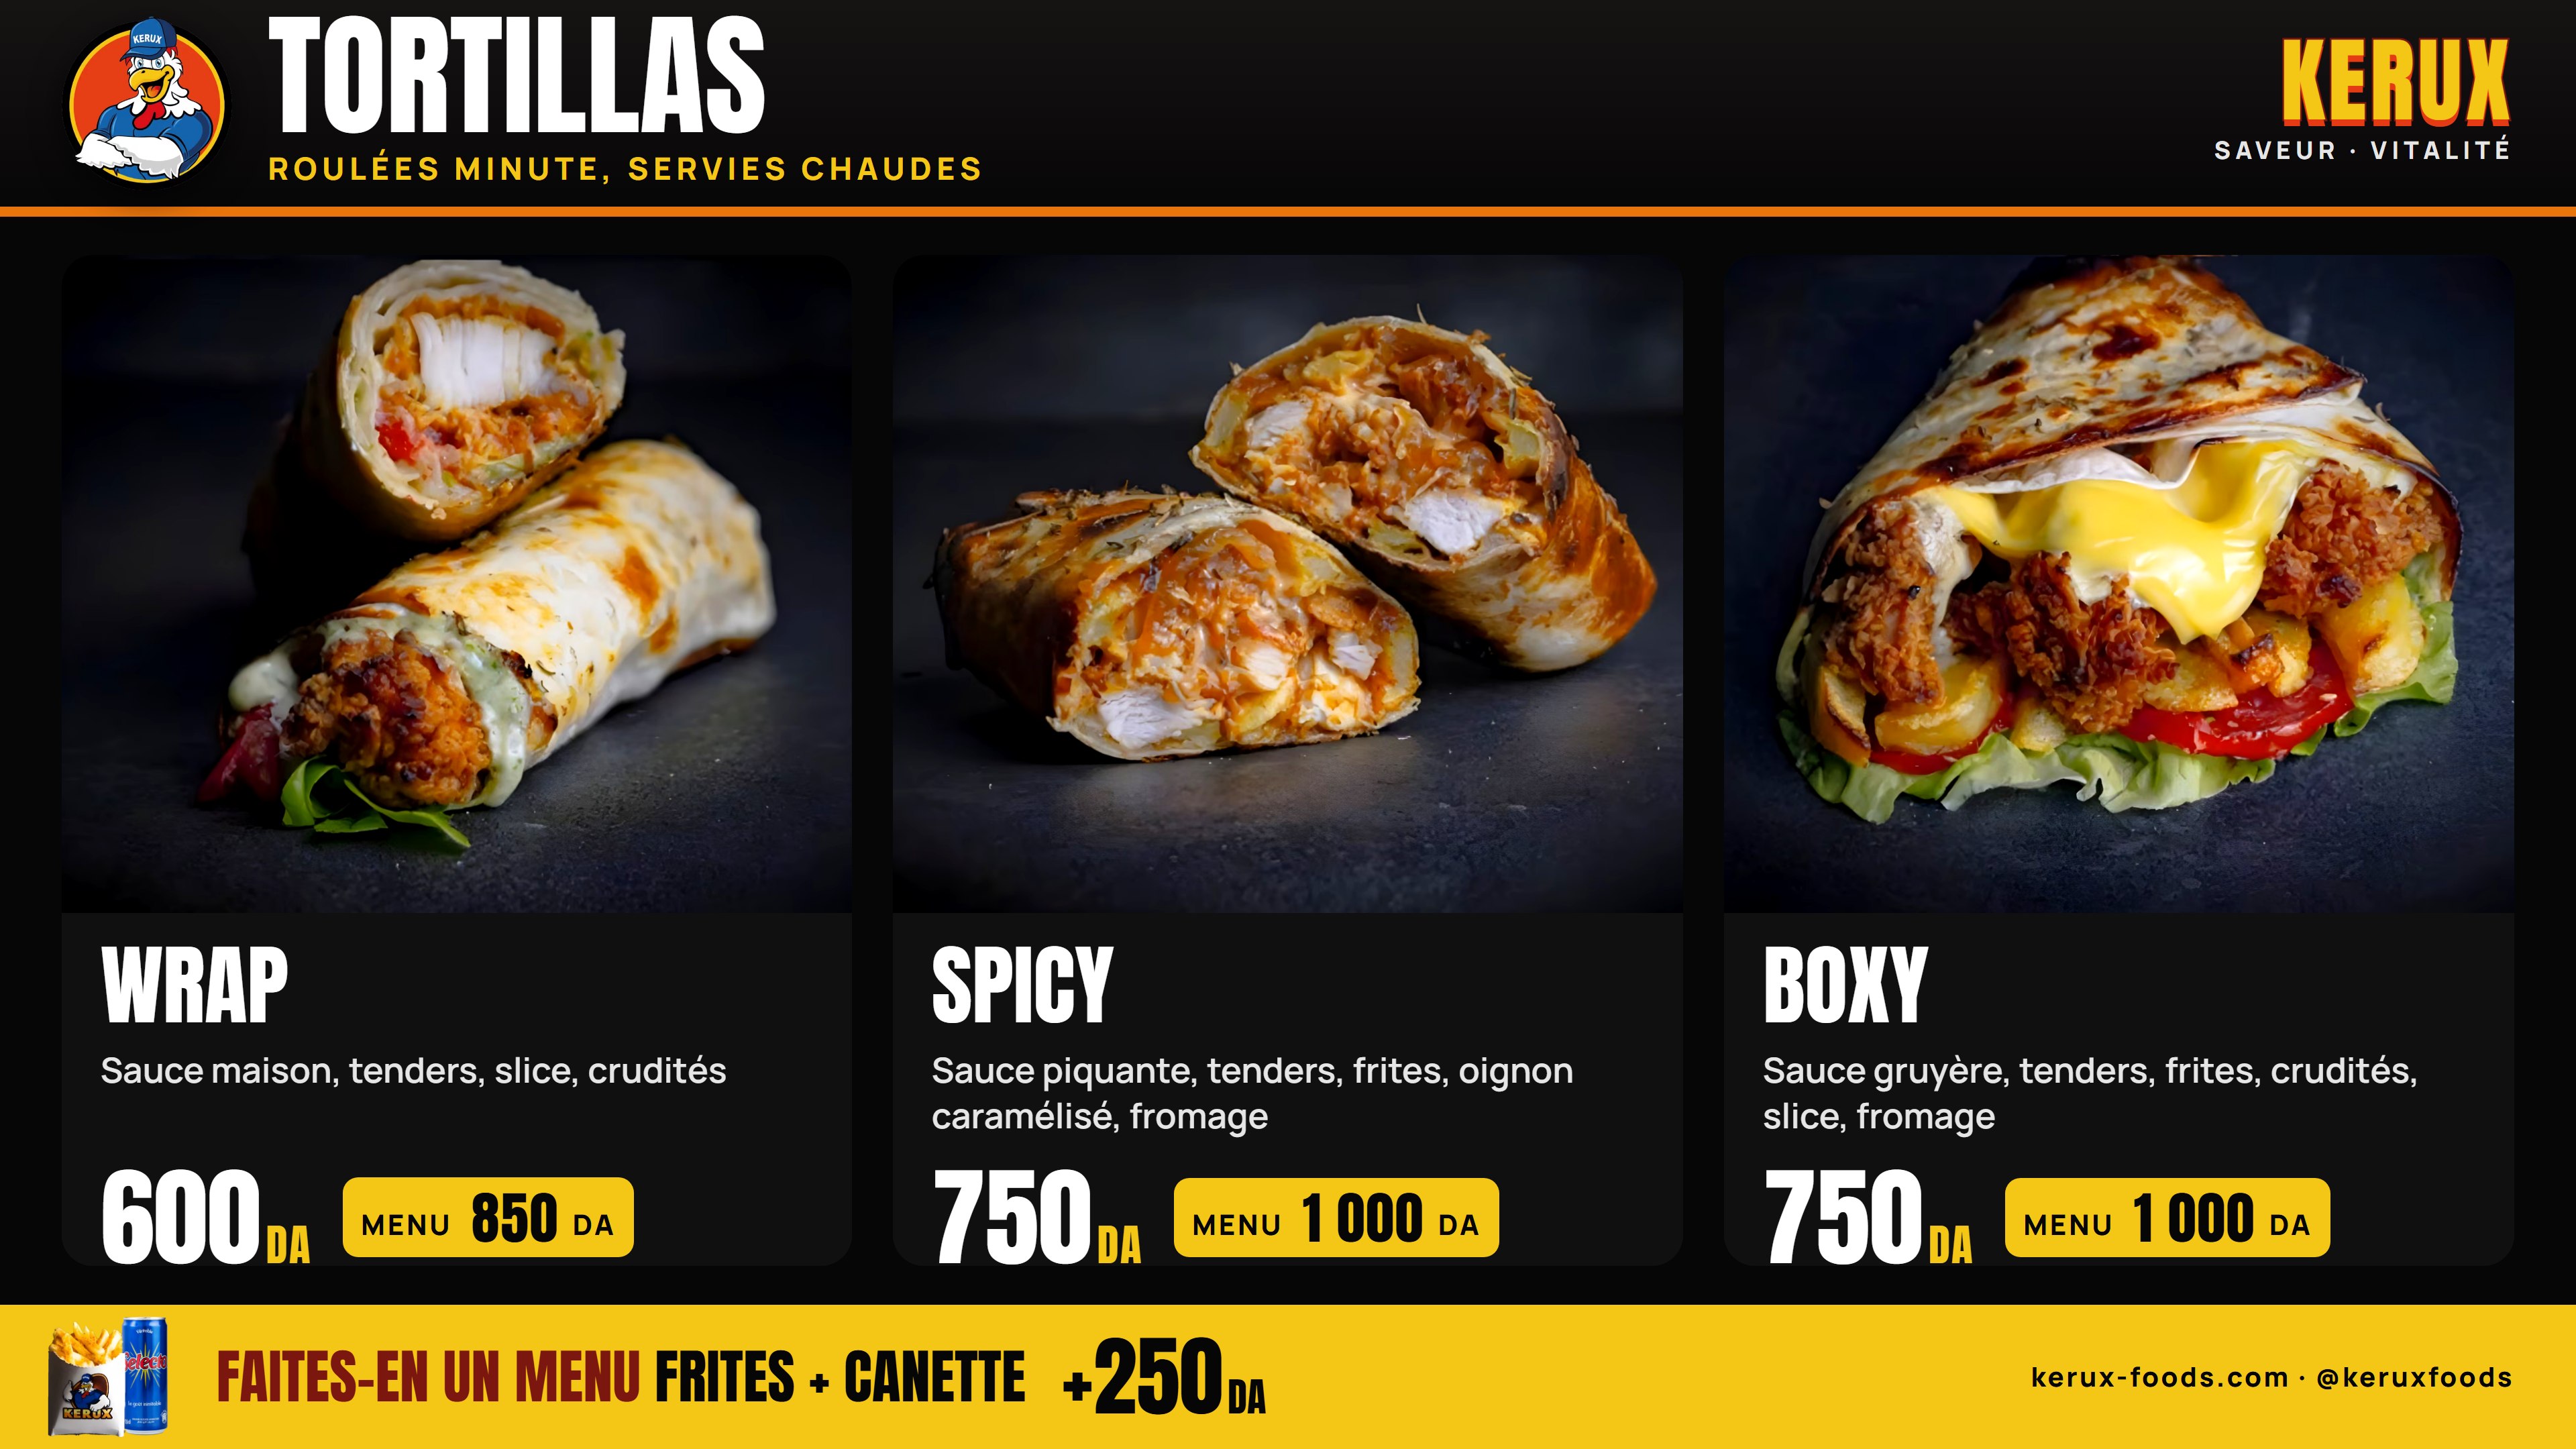 KERUX
TORTILLAS
ROULÉES MINUTE, SERVIES CHAUDES
KERUX
SAVEUR · VITALITÉ
WRAP
Sauce maison, tenders, slice, crudités
600 DA MENU 850 DA
SPICY
Sauce piquante, tenders, frites, oignon
caramélisé, fromage
750 DA MENU 1 000 DA
BOXY
Sauce gruyère, tenders, frites, crudités,
slice, fromage
750 DA MENU 1 000 DA
KERUX
Selecto
FAITES-EN UN MENU FRITES + CANETTE +250 DA
kerux-foods.com · @keruxfoods